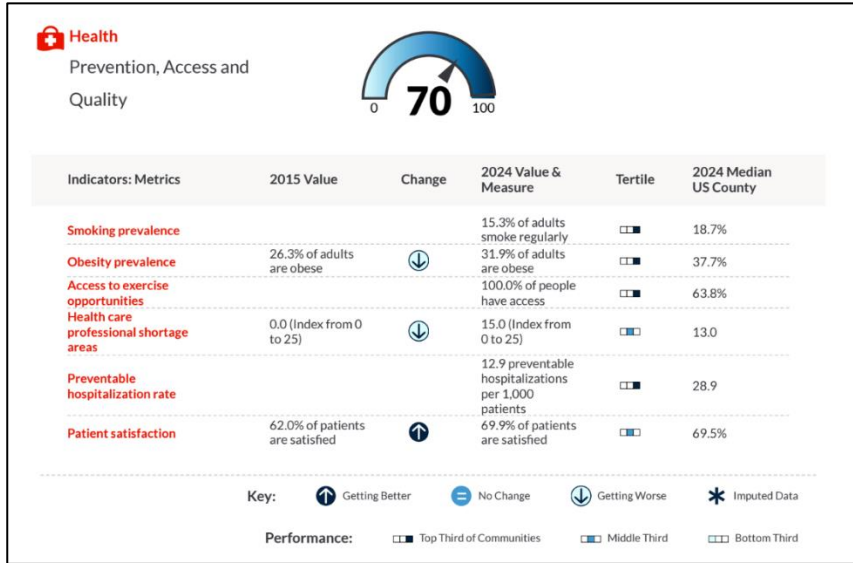 Health
Prevention, Access and
Quality
0
70
100
Indicators: Metrics
2015 Value
Change
2024 Value &
Measure
Tertile
2024 Median
US County
Smoking prevalence
15.3% of adults
smoke regularly
18.7%
Obesity prevalence
26.3% of adults
are obese
31.9% of adults
are obese
37.7%
Access to exercise
opportunities
100.0% of people
have access
63.8%
Health care
professional shortage
areas
0.0 (Index from 0
to 25)
15.0 (Index from
0 to 25)
13.0
Preventable
hospitalization rate
12.9 preventable
hospitalizations
per 1,000
patients
28.9
Patient satisfaction
62.0% of patients
are satisfied
69.9% of patients
are satisfied
69.5%
Key:
Getting Better
No Change
Getting Worse
Imputed Data
Performance:
Top Third of Communities
Middle Third
Bottom Third